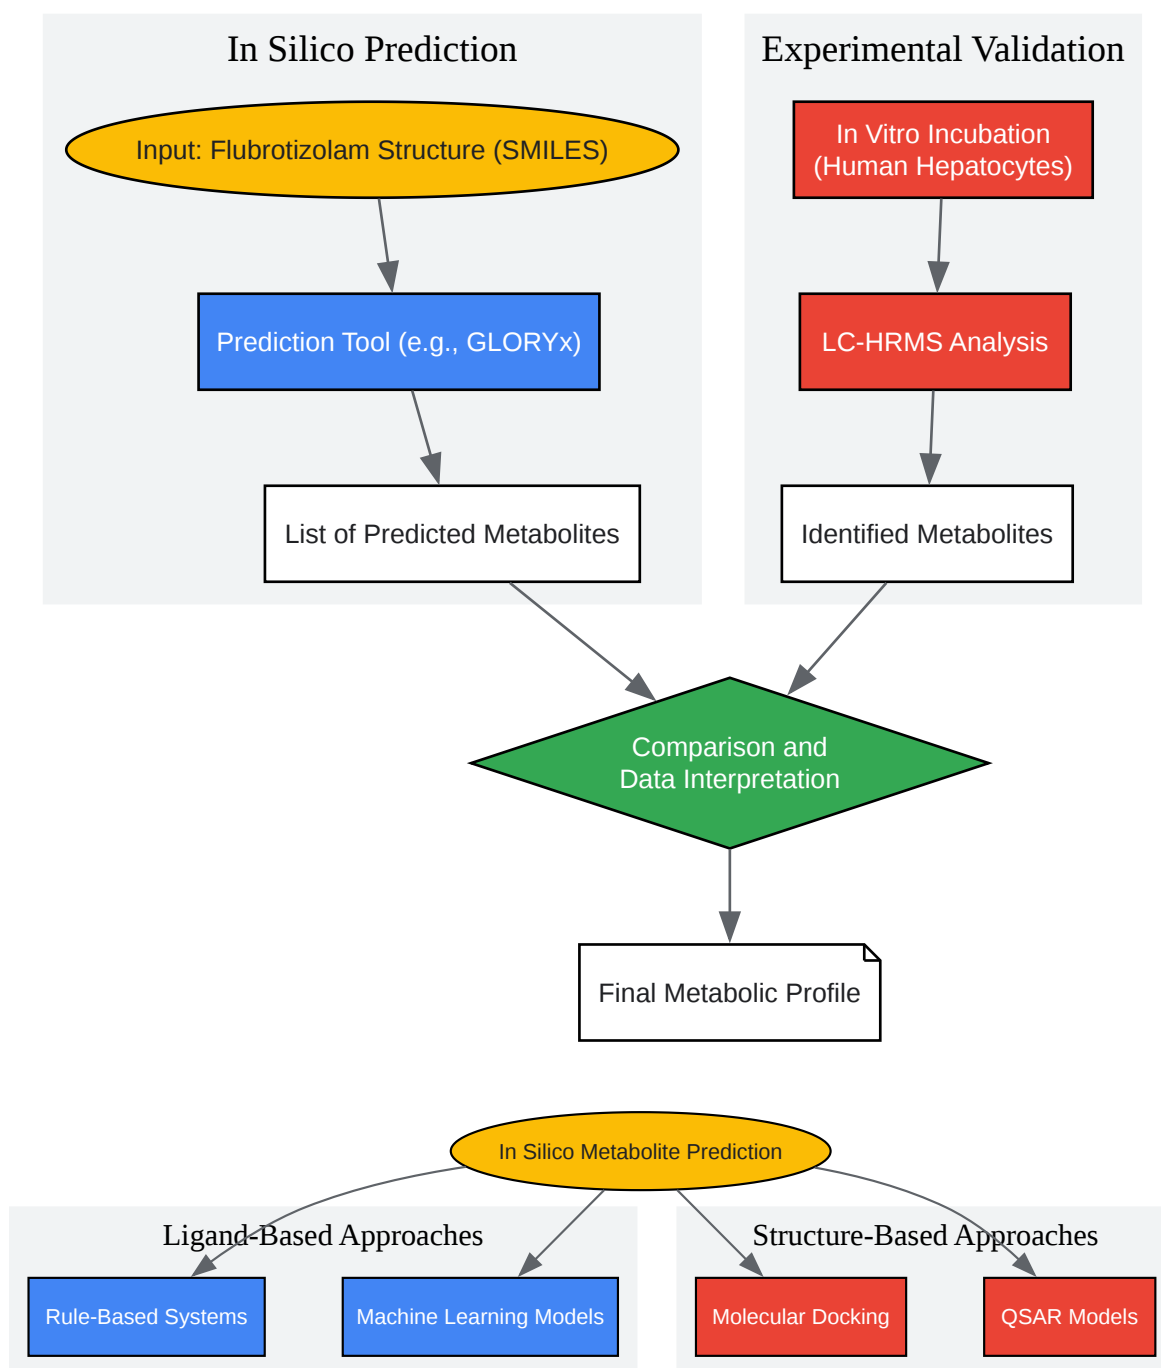 In Silico Prediction
Experimental Validation
Input: Flubrotizolam Structure (SMILES)
In Vitro Incubation
(Human Hepatocytes)
Prediction Tool (e.g., GLORYx)
LC-HRMS Analysis
List of Predicted Metabolites
Identified Metabolites
Comparison and
Data Interpretation
Final Metabolic Profile
In Silico Metabolite Prediction
Ligand-Based Approaches
Structure-Based Approaches
Rule-Based Systems
Machine Learning Models
Molecular Docking
QSAR Models